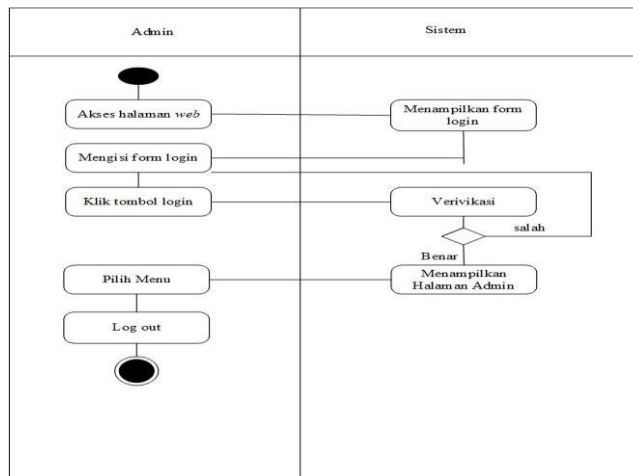 Admin
Sistem
Akses halaman web
Menampilkan form
login
Mengisi form login
Klik tombol login
Verivikasi
salah
Benar
Pilih Menu
Menampilkan
Halaman Admin
Log out